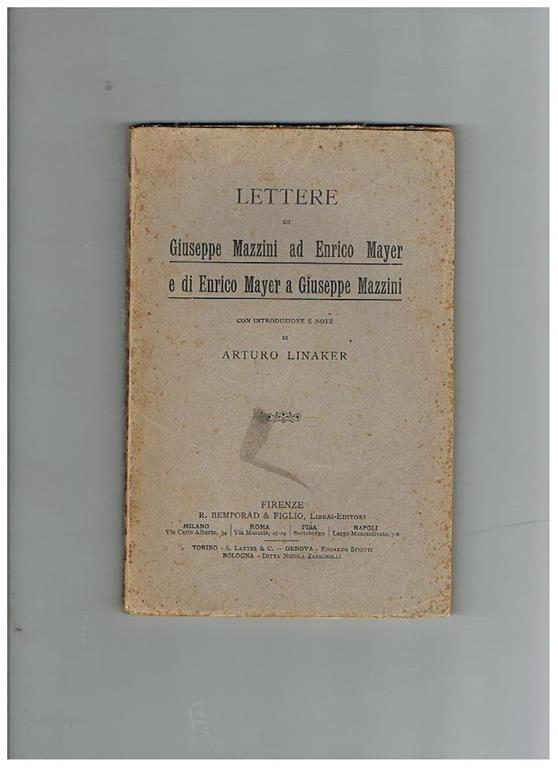 LETTERE
DI
Giuseppe Mazzini ad Enrico Mayer
e di Enrico Mayer a Giuseppe Mazzini
CON INTRODUZIONE E NOTE
DI
ARTURO LINAKER
FIRENZE
R. BEMPORAD & FIGLIO, LIBRAI-EDITORI
MILANO
Via Carlo Alberto, 34
ROMA
Via Muratte, 27-29
PISA
Sottoborgo
NAPOLI
Largo Monteoliveto, 7-8
TORINO - S. LATTES & C. — GENOVA - EDOARDO SPIOTTI
BOLOGNA - DITTA NICOLA ZANICHELLI